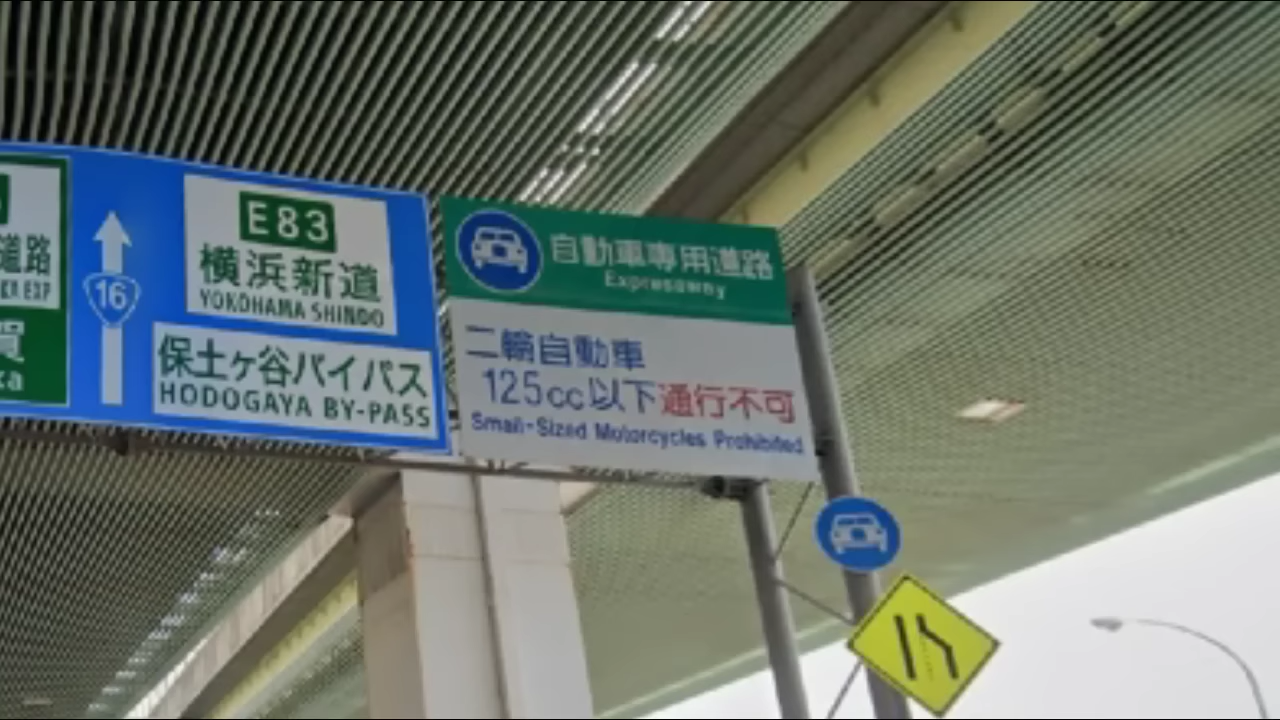 道路
EXP
16
E83
横浜新道
YOKOHAMA SHINDO
保土ヶ谷バイパス
HODOGAYA BY-PASS
自動車専用道路
Expressway
二輪自動車
125cc以下通行不可
Small-Sized Motorcycles Prohibited